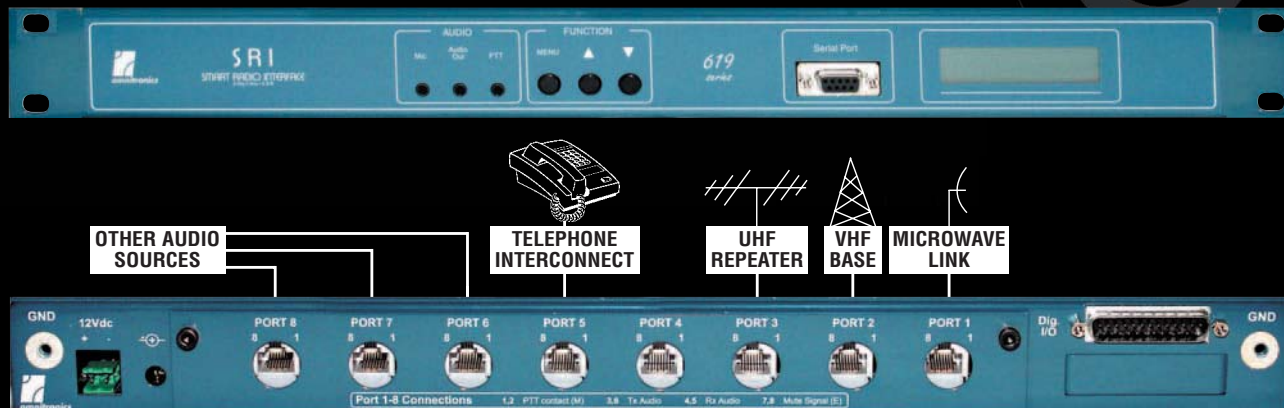 omnitronics
SRI
SMART RADIO INTERFACE
AUDIO
Mic
Audio
Out
PTT
FUNCTION
MENU
619
series
Serial Port
OTHER AUDIO
SOURCES
TELEPHONE
INTERCONNECT
UHF
REPEATER
VHF
BASE
MICROWAVE
LINK
GND
12Vdc
+ -
PORT 8
8 1
PORT 7
8 1
PORT 6
8 1
PORT 5
8 1
PORT 4
8 1
PORT 3
8 1
PORT 2
8 1
PORT 1
8 1
Dig.
I/O
GND
omnitronics
Port 1-8 Connections 1,2 PTT contact (M) 3,6 Tx Audio 4,5 Rx Audio 7,8 Mute Signal (E)